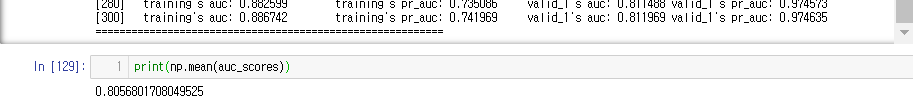 [280] training's auc: 0.882599 training's pr_auc: 0.735086 valid_1's auc: 0.811488 valid_1's pr_auc: 0.974573
[300] training's auc: 0.886742 training's pr_auc: 0.741969 valid_1's auc: 0.811969 valid_1's pr_auc: 0.974635
==========================================================
In [129]: 1 print(np.mean(auc_scores))
0.8056801708049525